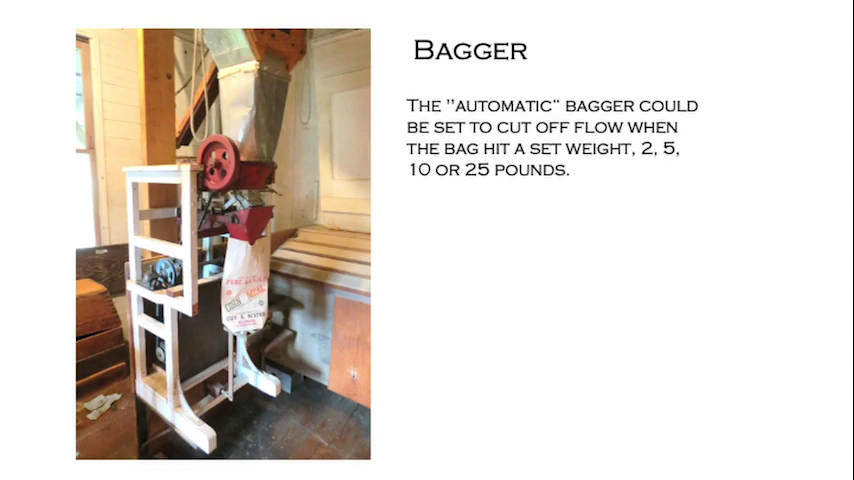 BAGGER
THE "AUTOMATIC" BAGGER COULD
BE SET TO CUT OFF FLOW WHEN
THE BAG HIT A SET WEIGHT, 2, 5,
10 OR 25 POUNDS.